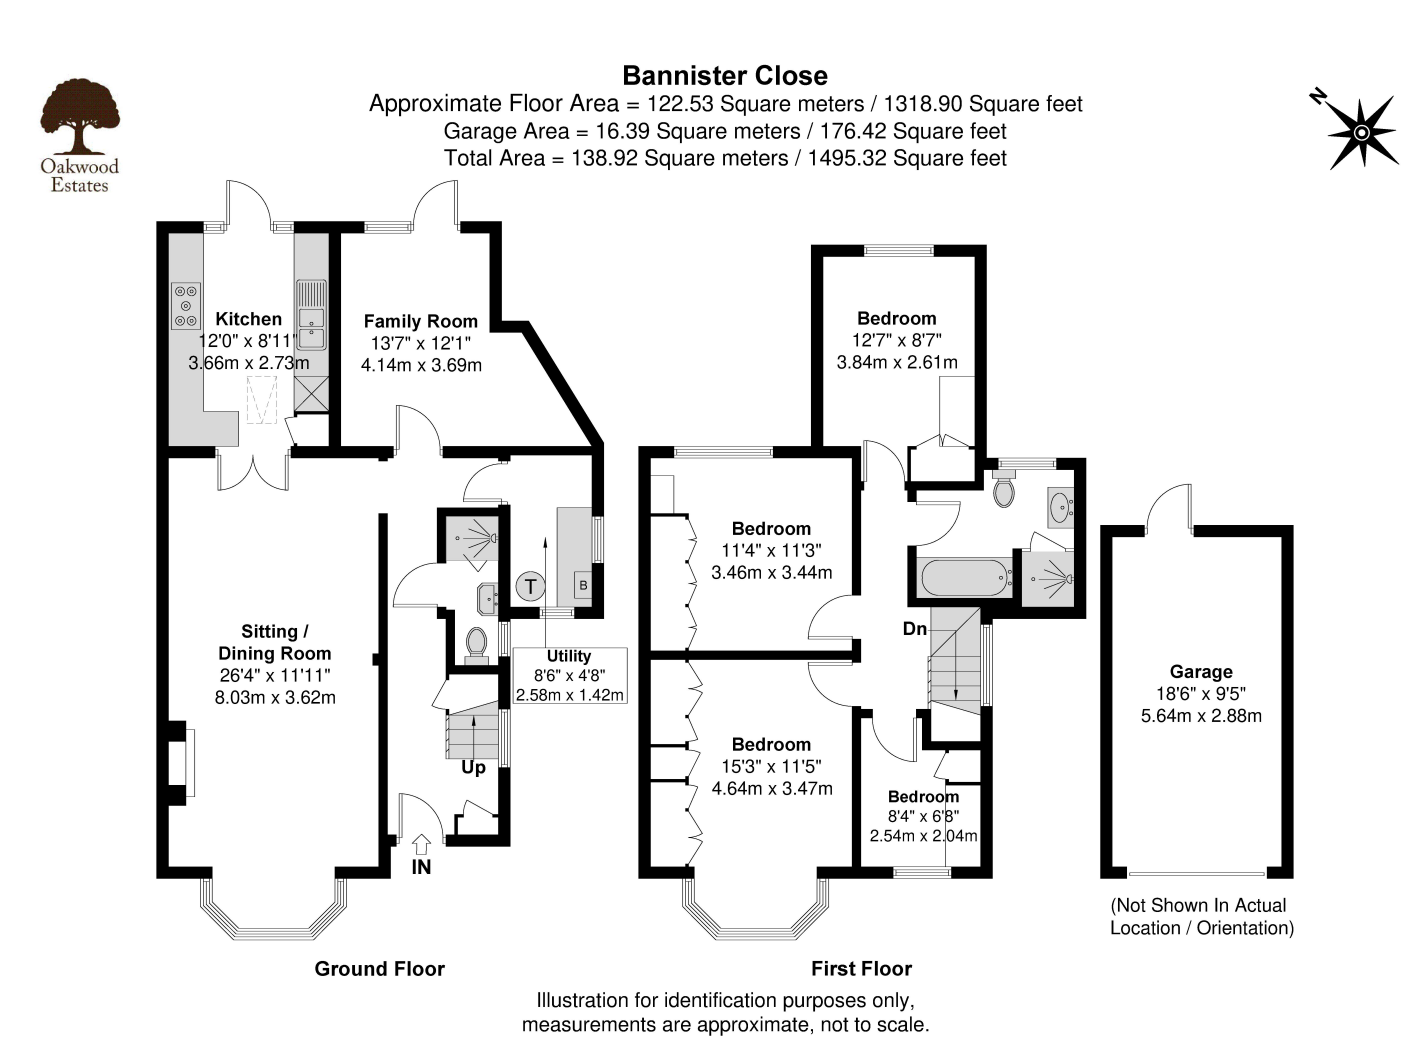 Bannister Close
Approximate Floor Area = 122.53 Square meters / 1318.90 Square feet
Garage Area = 16.39 Square meters / 176.42 Square feet
Total Area = 138.92 Square meters / 1495.32 Square feet
Oakwood
Estates
N
Kitchen
12'0" x 8'11"
3.66m x 2.73m
Family Room
13'7" x 12'1"
4.14m x 3.69m
Sitting /
Dining Room
26'4" x 11'11"
8.03m x 3.62m
T
B
Utility
8'6" x 4'8"
2.58m x 1.42m
Up
IN
Ground Floor
Bedroom
12'7" x 8'7"
3.84m x 2.61m
Bedroom
11'4" x 11'3"
3.46m x 3.44m
Dn
Bedroom
15'3" x 11'5"
4.64m x 3.47m
Bedroom
8'4" x 6'8"
2.54m x 2.04m
First Floor
Garage
18'6" x 9'5"
5.64m x 2.88m
(Not Shown In Actual
Location / Orientation)
Illustration for identification purposes only,
measurements are approximate, not to scale.